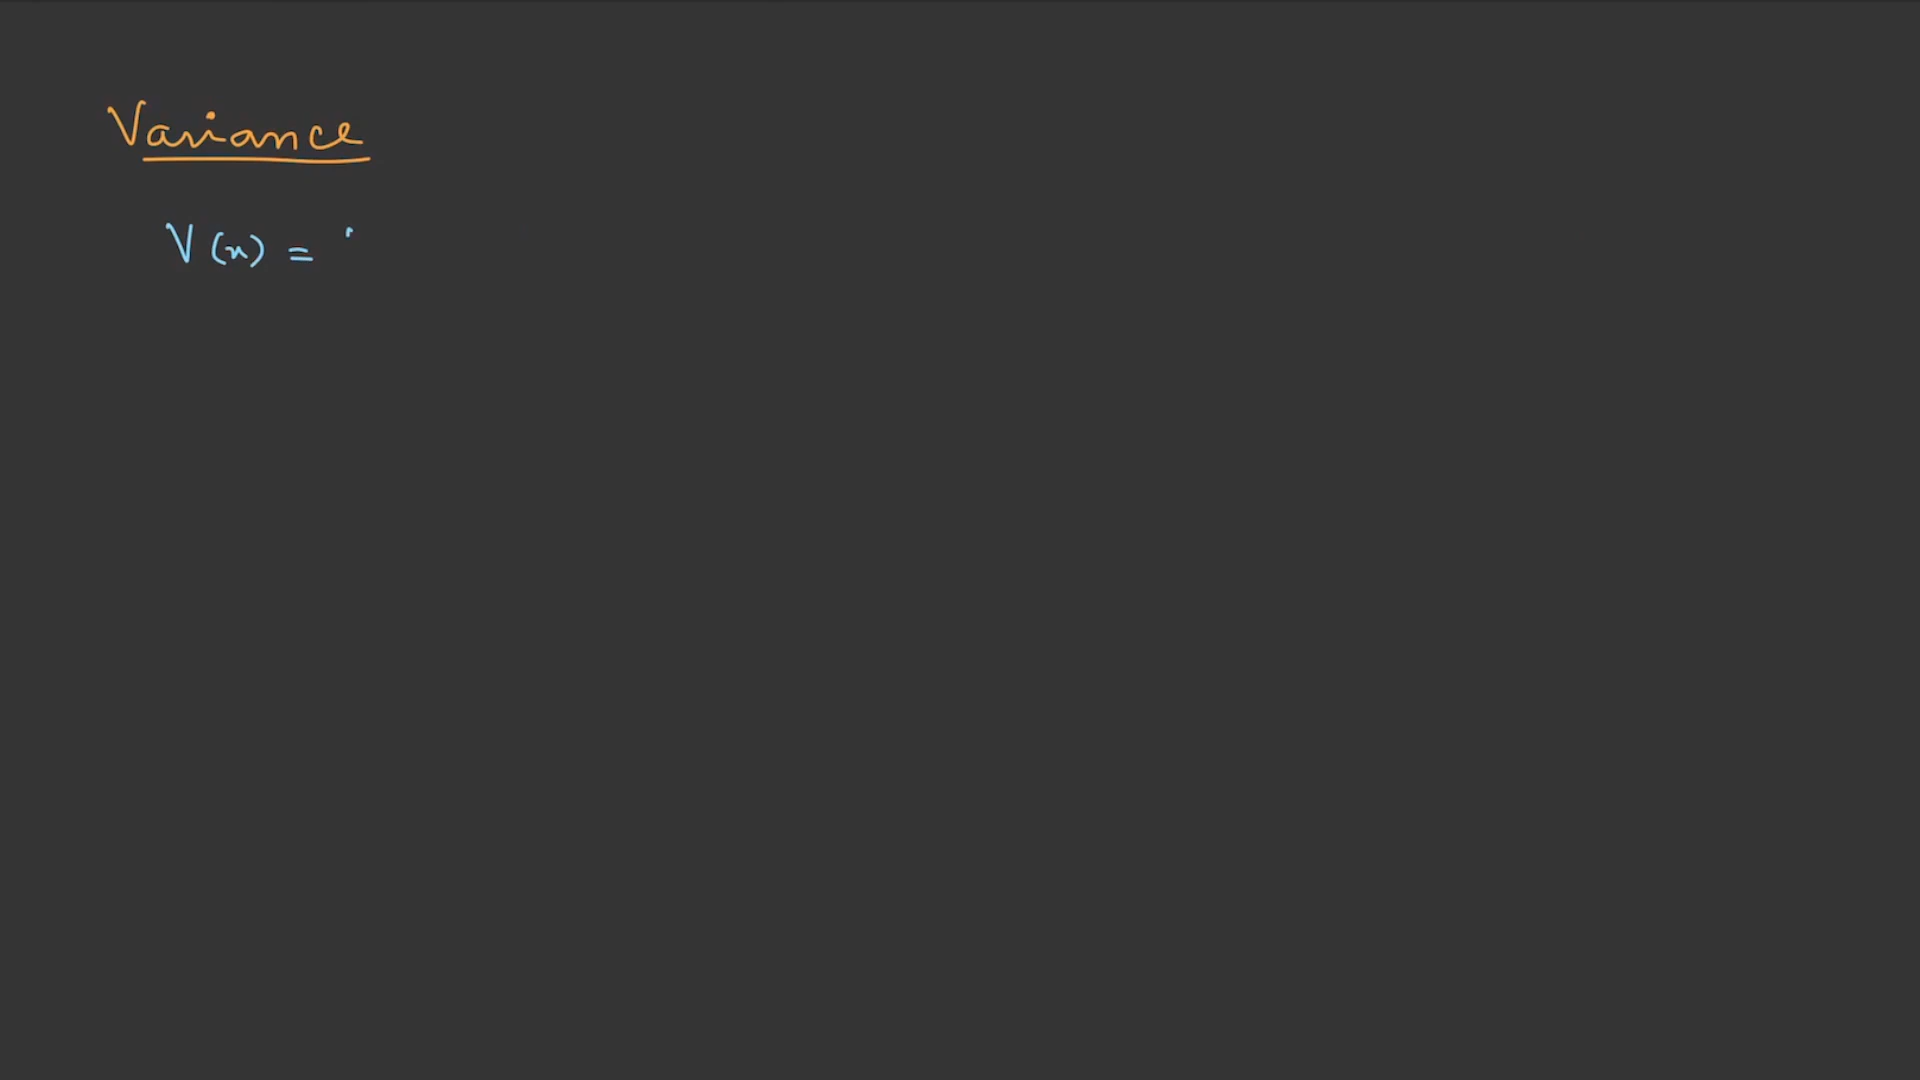 Variance
V(x) =